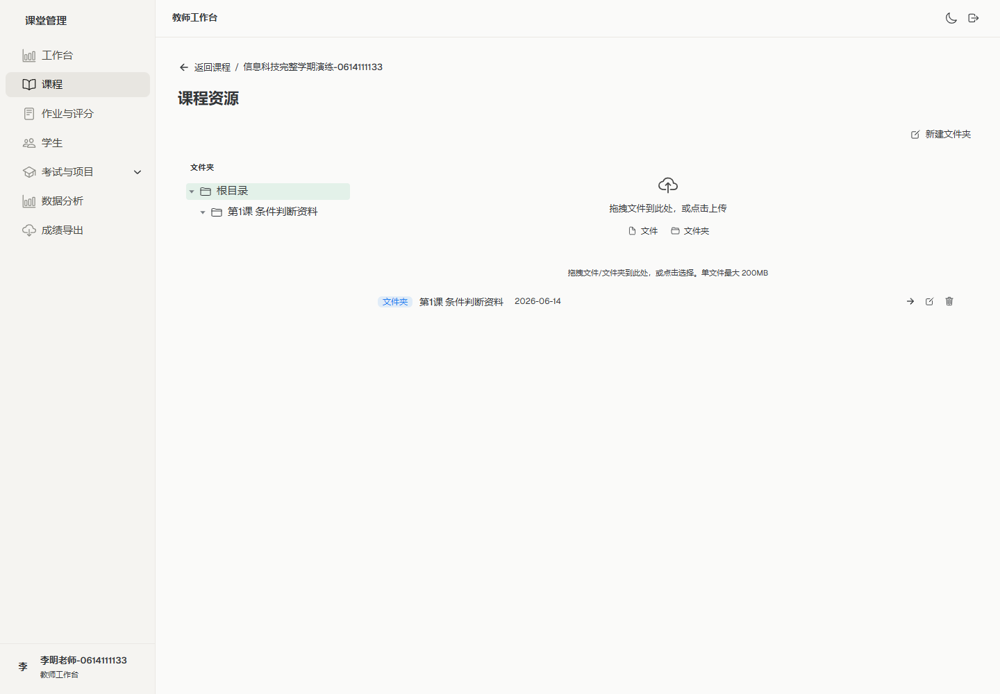 课堂管理
工作台
课程
作业与评分
学生
考试与项目
数据分析
成绩导出
李明老师-0614111133
李
教师工作台
教师工作台
返回课程 / 信息科技完整学期演练-0614111133
课程资源
新建文件夹
文件夹
根目录
第1课 条件判断资料
拖拽文件到此处，或点击上传
文件 文件夹
拖拽文件/文件夹到此处，或点击选择。单文件最大 200MB
文件夹 第1课 条件判断资料 2026-06-14